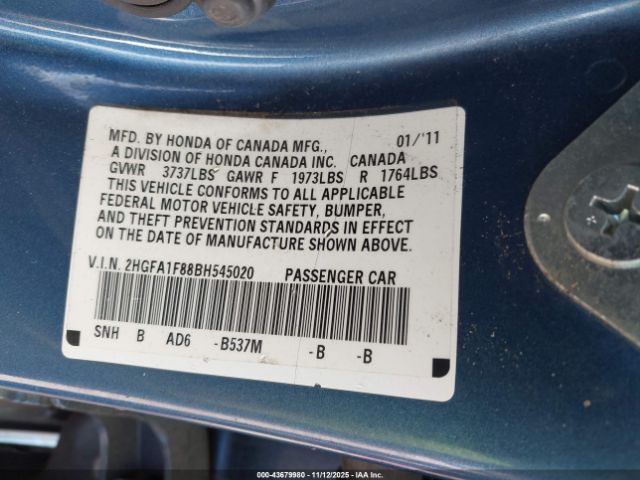 MFD. BY HONDA OF CANADA MFG., 01/'11
A DIVISION OF HONDA CANADA INC. CANADA
GVWR 3737LBS GAWR F 1973LBS R 1764LBS
THIS VEHICLE CONFORMS TO ALL APPLICABLE
FEDERAL MOTOR VEHICLE SAFETY, BUMPER,
AND THEFT PREVENTION STANDARDS IN EFFECT
ON THE DATE OF MANUFACTURE SHOWN ABOVE.
V.I.N. 2HGFA1F88BH545020 PASSENGER CAR
SNH B AD6 -B537M -B -B
000-43679980 - 11/12/2025 - IAAI.COM